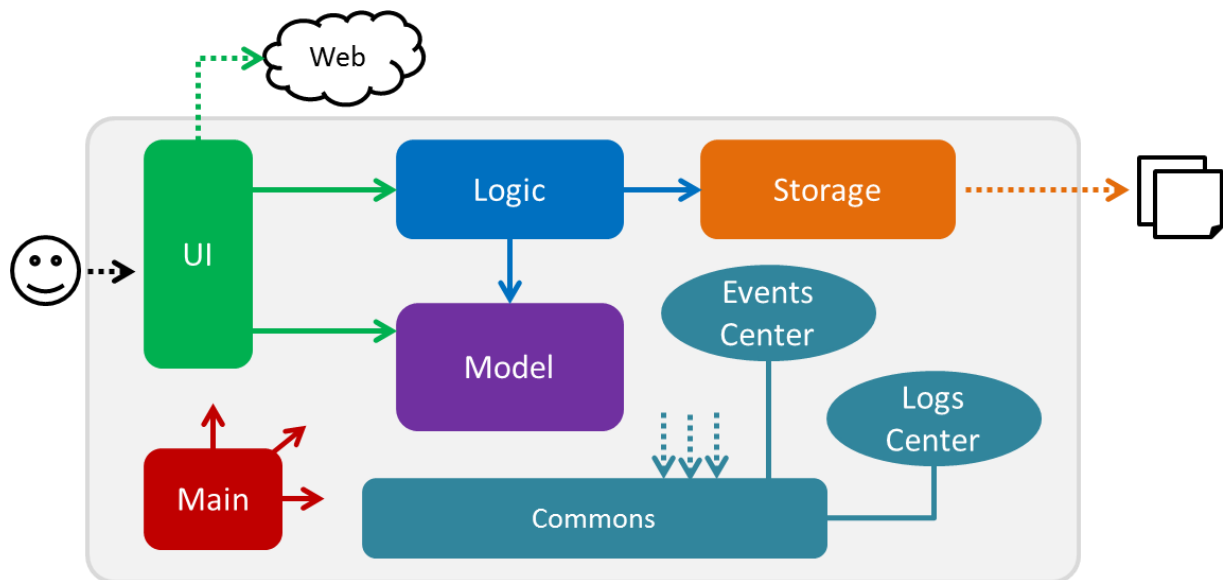 Web
Logic
Storage
UI
Events
Center
Model
Logs
Center
Main
Commons